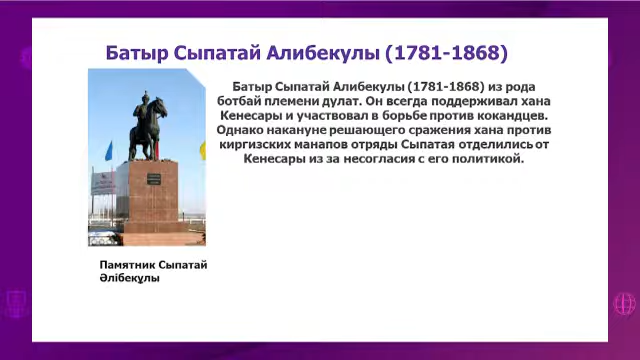 Батыр Сыпатай Алибекулы (1781-1868)
Батыр Сыпатай Алибекулы (1781-1868) из рода
ботбай племени дулат. Он всегда поддерживал хана
Кенесары и участвовал в борьбе против кокандцев.
Однако накануне решающего сражения хана против
киргизских манапов отряды Сыпатая отделились от
Кенесары из за несогласия с его политикой.
Памятник Сыпатай
Әлібекұлы